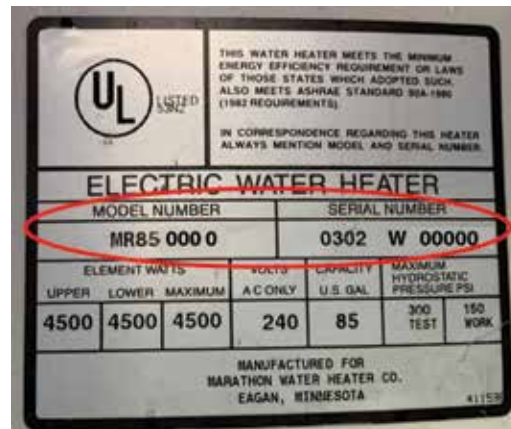 THIS WATER HEATER MEETS THE MINIMUM
ENERGY EFFICIENCY REQUIREMENT OR LAWS
OF THOSE STATES WHICH ADOPTED SUCH.
ALSO MEETS ASHRAE STANDARD 90A-1980
(1982 REQUIREMENTS).
UL
LISTED
IN CORRESPONDENCE REGARDING THIS HEATER
ALWAYS MENTION MODEL AND SERIAL NUMBER.
ELECTRIC WATER HEATER
MODEL NUMBER SERIAL NUMBER
MR85 000 0 0302 W 00000
ELEMENT WATTS VOLTS CAPACITY MAXIMUM
HYDROSTATIC
UPPER LOWER MAXIMUM A C ONLY U.S. GAL PRESSURE PSI
4500 4500 4500 240 85 300 150
TEST WORK
MANUFACTURED FOR
MARATHON WATER HEATER CO.
EAGAN, MINNESOTA
41159